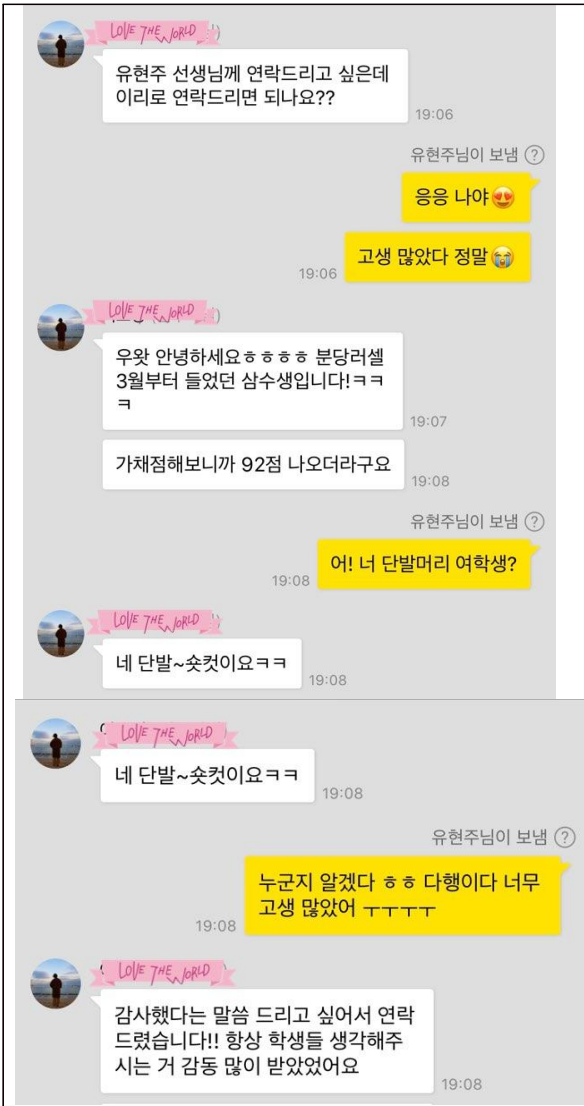 LOVE THE WORLD
유현주 선생님께 연락드리고 싶은데
이리로 연락드리면 되나요??
19:06
유현주님이 보냄 ?
응응 나야😍
고생 많았다 정말😭
19:06
LOVE THE WORLD
우왓 안녕하세요ㅎㅎㅎㅎ 분당러셀
3월부터 들었던 삼수생입니다!ㅋㅋ
ㅋ
19:07
가채점해보니까 92점 나오더라구요
19:08
유현주님이 보냄 ?
어! 너 단발머리 여학생?
19:08
LOVE THE WORLD
네 단발~숏컷이요ㅋㅋ
19:08
LOVE THE WORLD
네 단발~숏컷이요ㅋㅋ
19:08
유현주님이 보냄 ?
누군지 알겠다 ㅎㅎ 다행이다 너무
고생 많았어 ㅜㅜㅜㅜ
19:08
LOVE THE WORLD
감사했다는 말씀 드리고 싶어서 연락
드렸습니다!! 항상 학생들 생각해주
시는 거 감동 많이 받았었어요
19:08